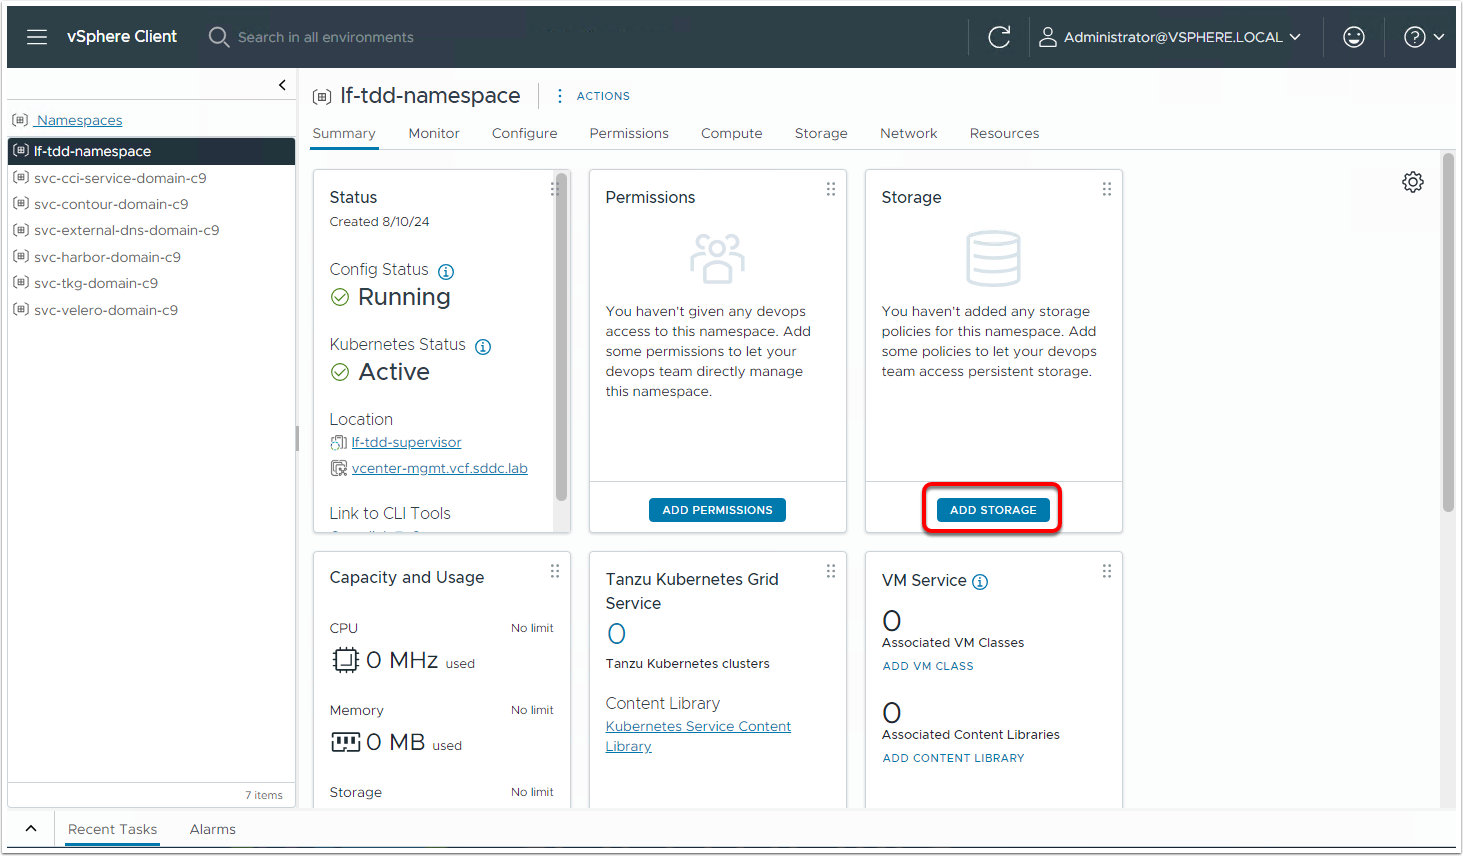 vSphere Client
Search in all environments
Administrator@VSPHERE.LOCAL
Namespaces
lf-tdd-namespace
svc-cci-service-domain-c9
svc-contour-domain-c9
svc-external-dns-domain-c9
svc-harbor-domain-c9
svc-tkg-domain-c9
svc-velero-domain-c9
7 items
lf-tdd-namespace
ACTIONS
Summary Monitor Configure Permissions Compute Storage Network Resources
Status
Created 8/10/24
Config Status
Running
Kubernetes Status
Active
Location
lf-tdd-supervisor
vcenter-mgmt.vcf.sddc.lab
Link to CLI Tools
Permissions
You haven't given any devops
access to this namespace. Add
some permissions to let your
devops team directly manage
this namespace.
ADD PERMISSIONS
Storage
You haven't added any storage
policies for this namespace. Add
some policies to let your devops
team access persistent storage.
ADD STORAGE
Capacity and Usage
CPU No limit
0 MHz used
Memory No limit
0 MB used
Storage No limit
Tanzu Kubernetes Grid
Service
0
Tanzu Kubernetes clusters
Content Library
Kubernetes Service Content
Library
VM Service
0
Associated VM Classes
ADD VM CLASS
0
Associated Content Libraries
ADD CONTENT LIBRARY
Recent Tasks Alarms